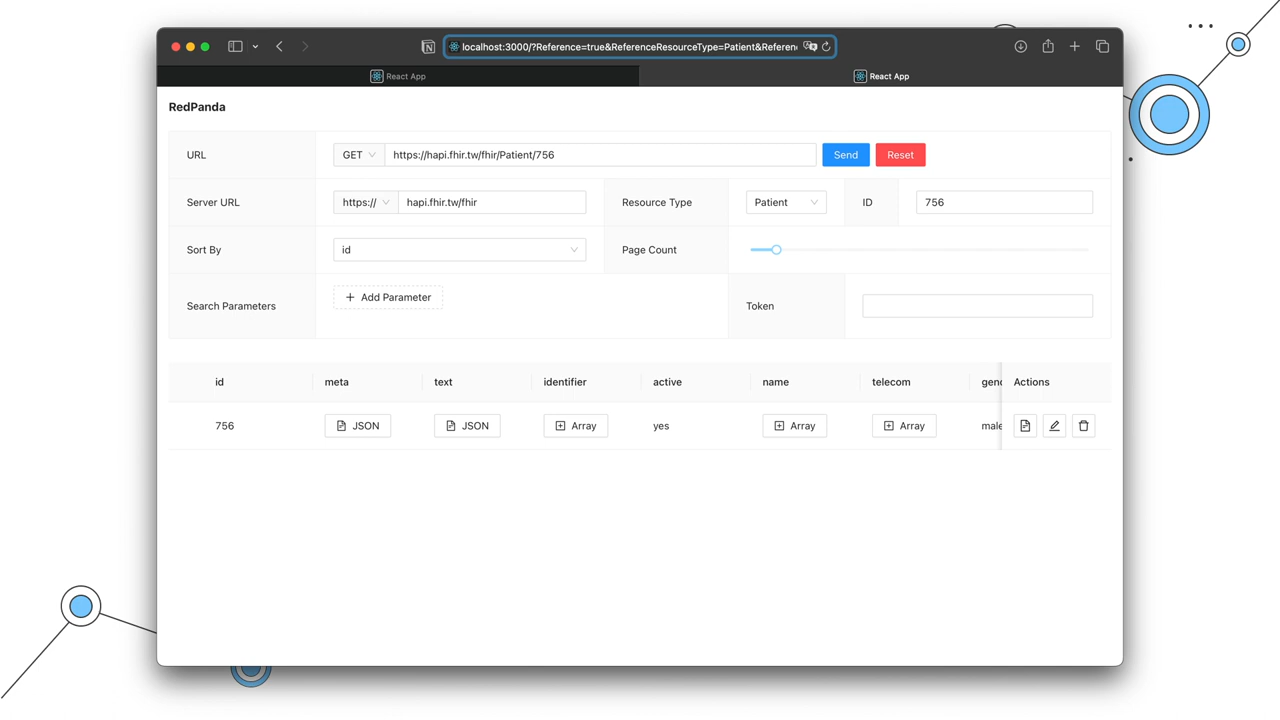 localhost:3000/?Reference=true&ReferenceResourceType=Patient&Referen
React App
React App
RedPanda
URL
GET
https://hapi.fhir.tw/fhir/Patient/756
Send
Reset
Server URL
https://
hapi.fhir.tw/fhir
Resource Type
Patient
ID
756
Sort By
id
Page Count
Search Parameters
+ Add Parameter
Token
id meta text identifier active name telecom gend Actions
756 JSON JSON Array yes Array Array male